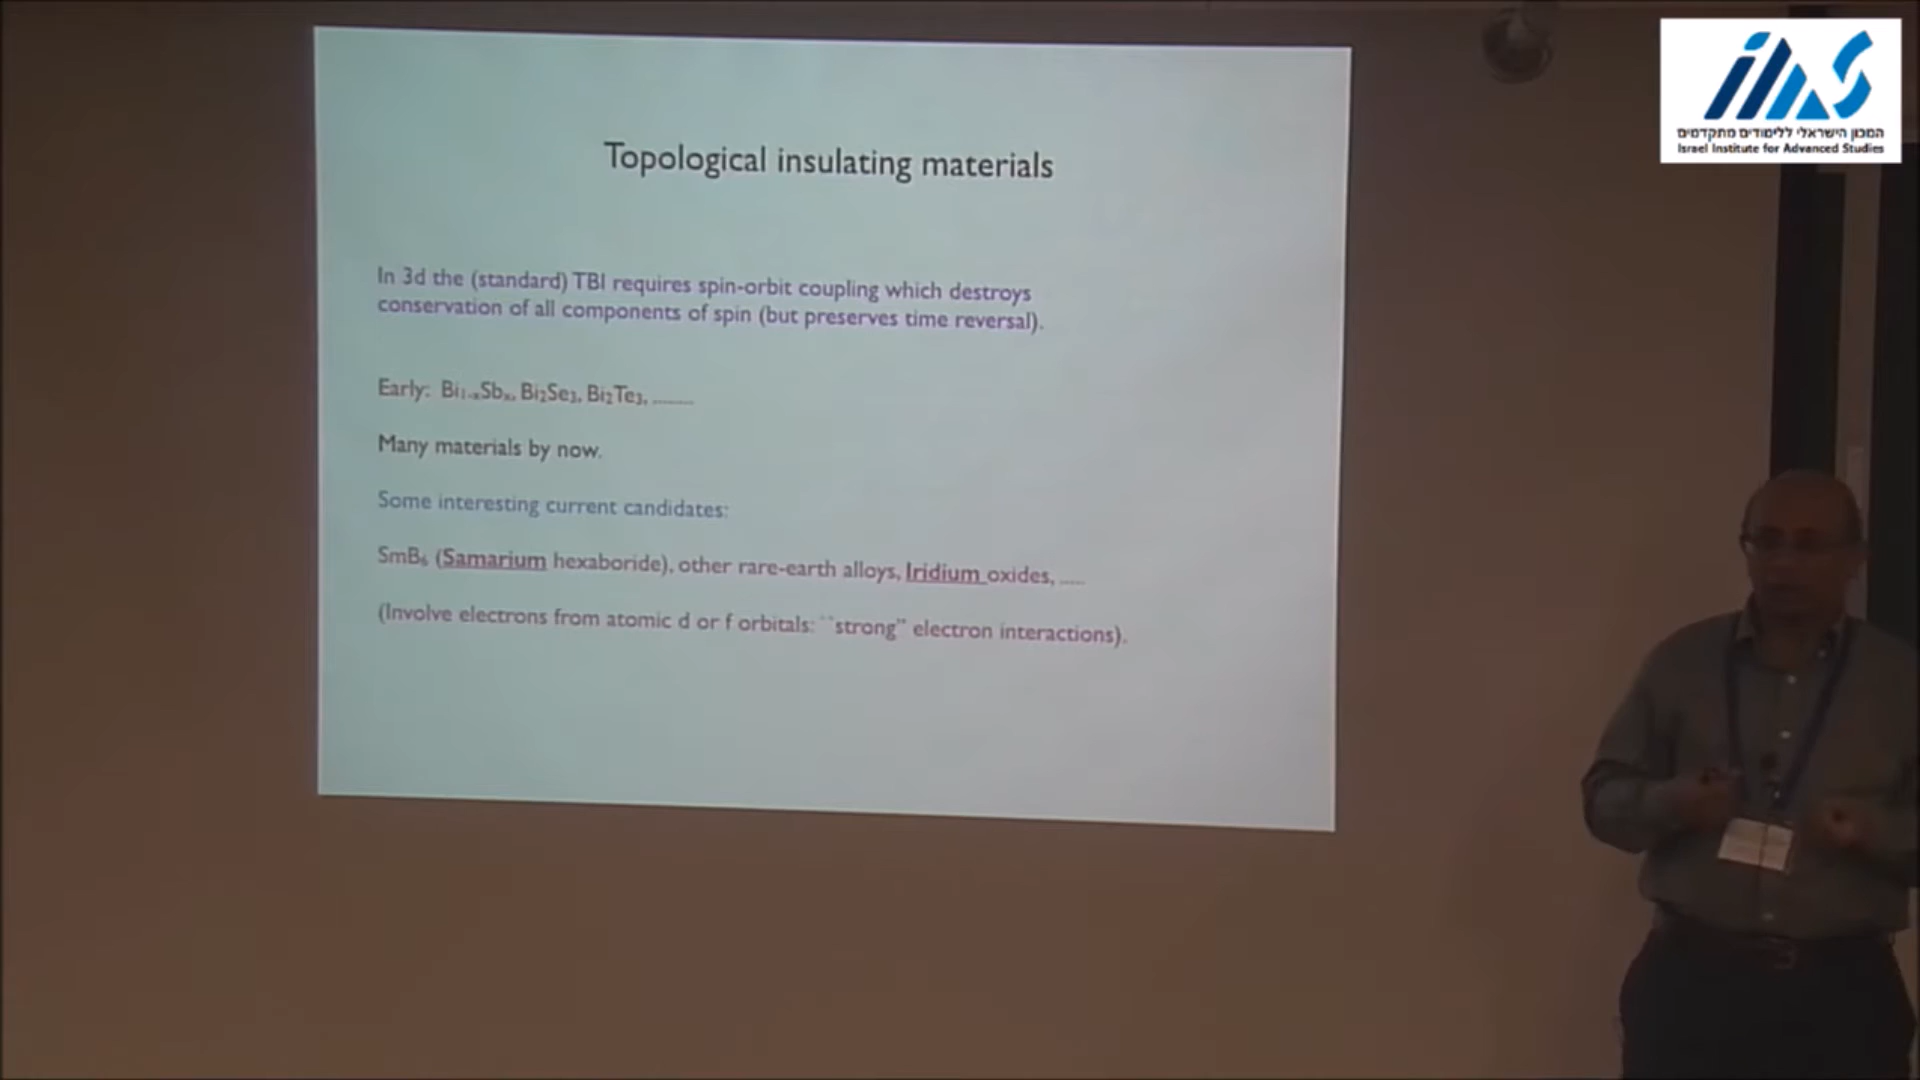 Topological insulating materials
In 3d the (standard) TBI requires spin-orbit coupling which destroys
conservation of all components of spin (but preserves time reversal).
Early: Bi₁₋ₓSbₓ, Bi₂Se₃, Bi₂Te₃, .........
Many materials by now.
Some interesting current candidates:
SmB₆ (Samarium hexaboride), other rare-earth alloys, Iridium oxides, .....
(Involve electrons from atomic d or f orbitals: ``strong” electron interactions).
המכון הישראלי ללימודים מתקדמים
Israel Institute for Advanced Studies